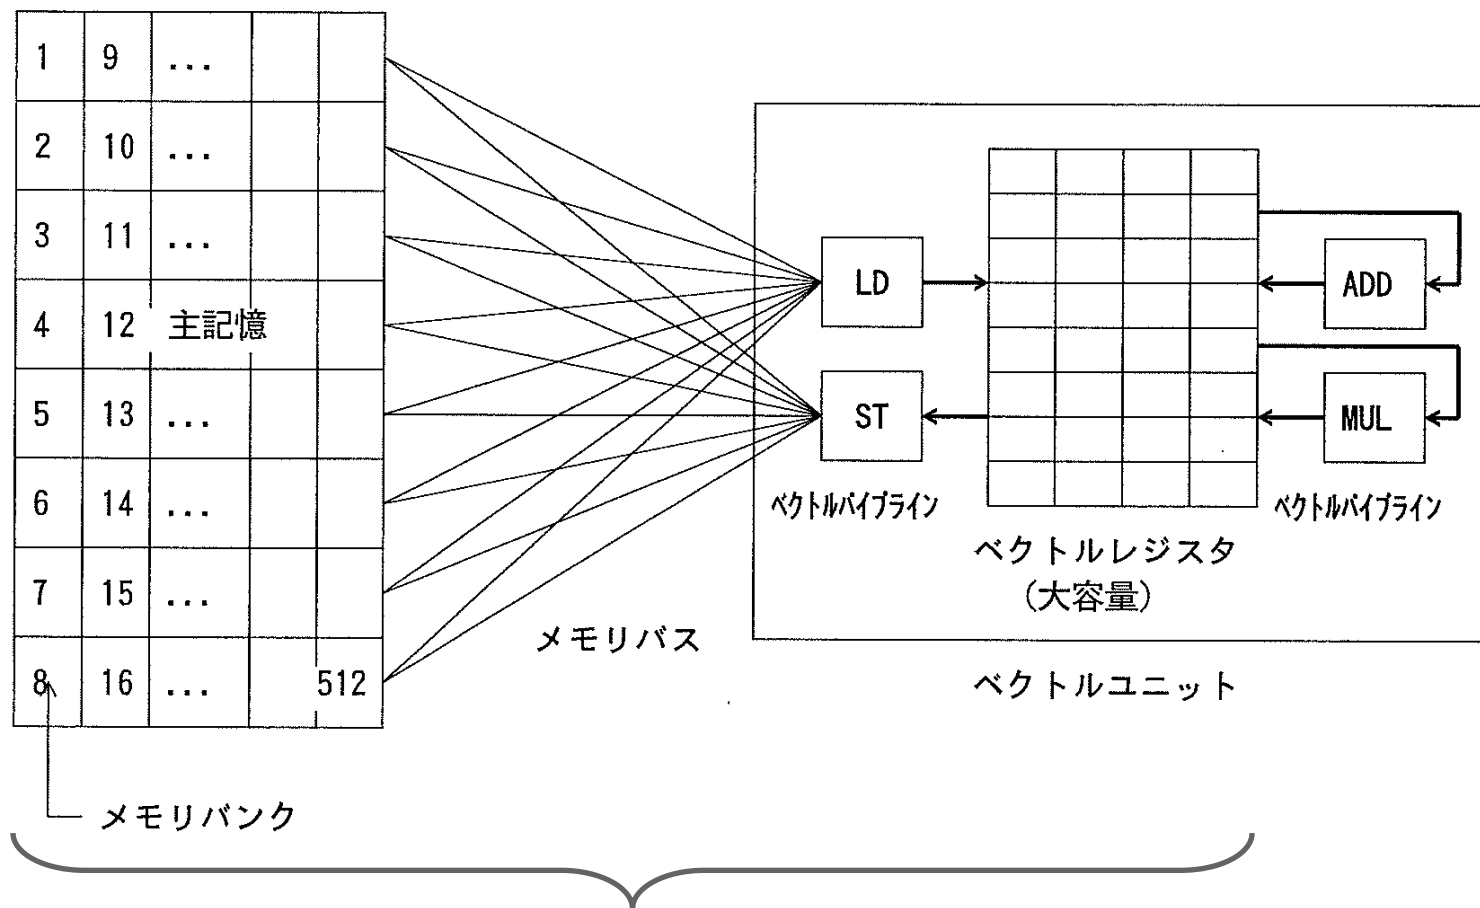 1 9 ...
2 10 ...
3 11 ...
4 12 主記憶
5 13 ...
6 14 ...
7 15 ...
8 16 ... 512
メモリバンク
メモリバス
LD
ST
ベクトルパイプライン
ベクトルレジスタ
(大容量)
ADD
MUL
ベクトルパイプライン
ベクトルユニット